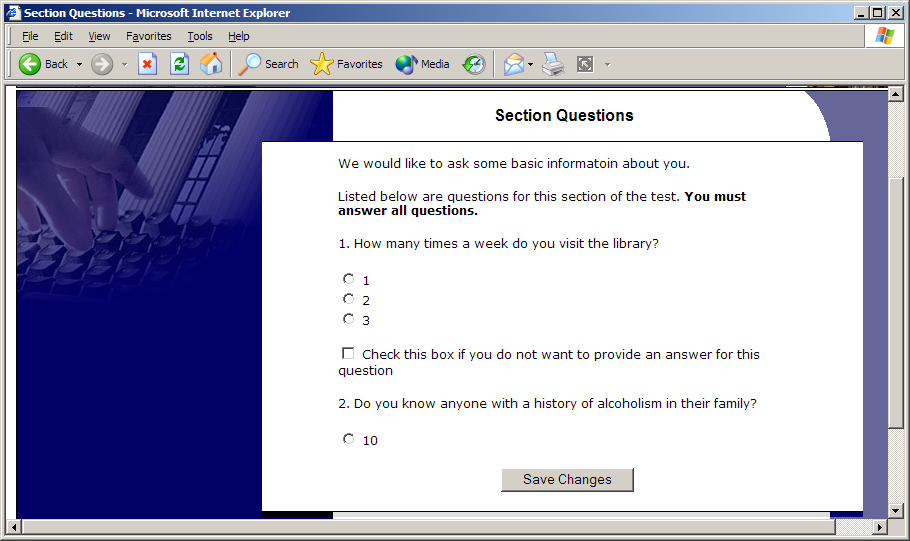 Section Questions - Microsoft Internet Explorer
File Edit View Favorites Tools Help
Back Search Favorites Media
Section Questions
We would like to ask some basic informatoin about you.
Listed below are questions for this section of the test. You must
answer all questions.
1. How many times a week do you visit the library?
1
2
3
Check this box if you do not want to provide an answer for this
question
2. Do you know anyone with a history of alcoholism in their family?
10
Save Changes